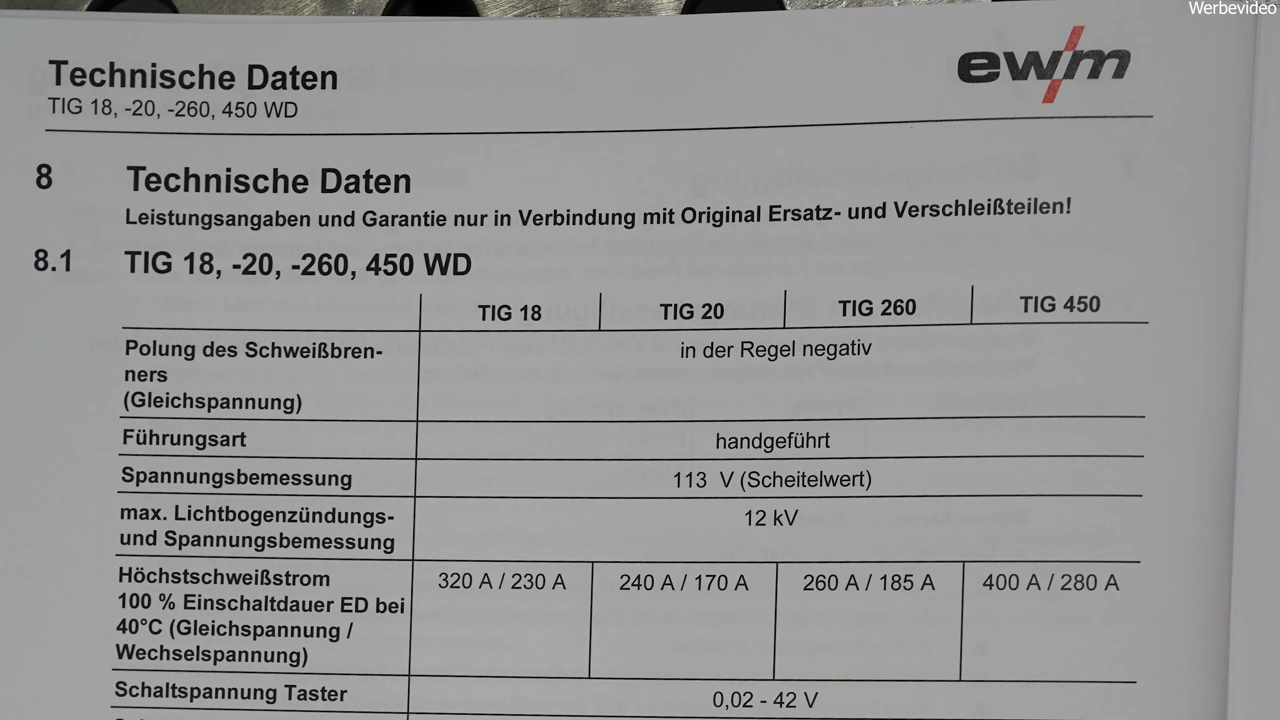 Werbevideo
ewm
Technische Daten
TIG 18, -20, -260, 450 WD
8 Technische Daten
Leistungsangaben und Garantie nur in Verbindung mit Original Ersatz- und Verschleißteilen!
8.1 TIG 18, -20, -260, 450 WD
TIG 18 TIG 20 TIG 260 TIG 450
Polung des Schweißbren- in der Regel negativ
ners
(Gleichspannung)
Führungsart handgeführt
Spannungsbemessung 113 V (Scheitelwert)
max. Lichtbogenzündungs- 12 kV
und Spannungsbemessung
Höchstschweißstrom 320 A / 230 A 240 A / 170 A 260 A / 185 A 400 A / 280 A
100 % Einschaltdauer ED bei
40°C (Gleichspannung /
Wechselspannung)
Schaltspannung Taster 0,02 - 42 V